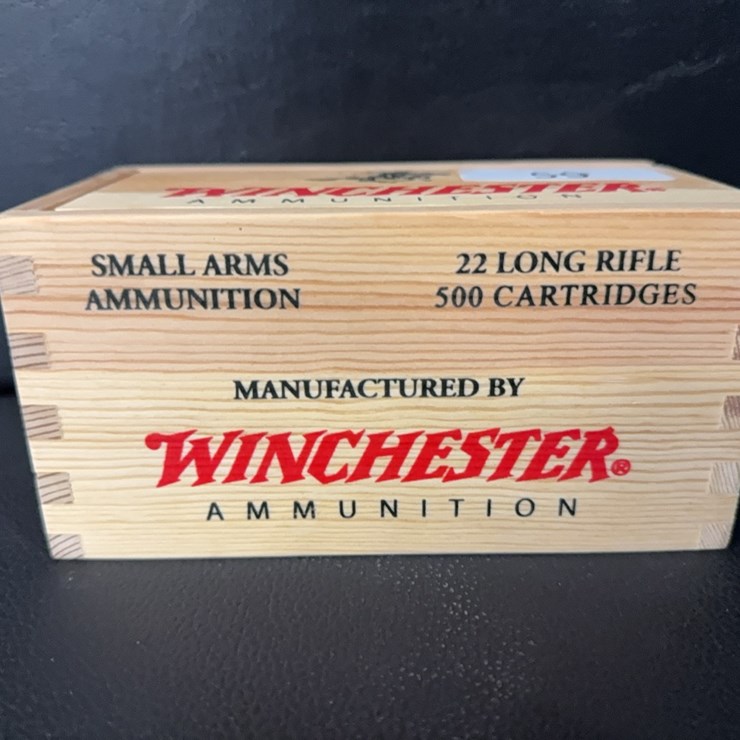 WINCHESTER
AMMUNITION
SMALL ARMS
AMMUNITION
22 LONG RIFLE
500 CARTRIDGES
MANUFACTURED BY
WINCHESTER®
AMMUNITION